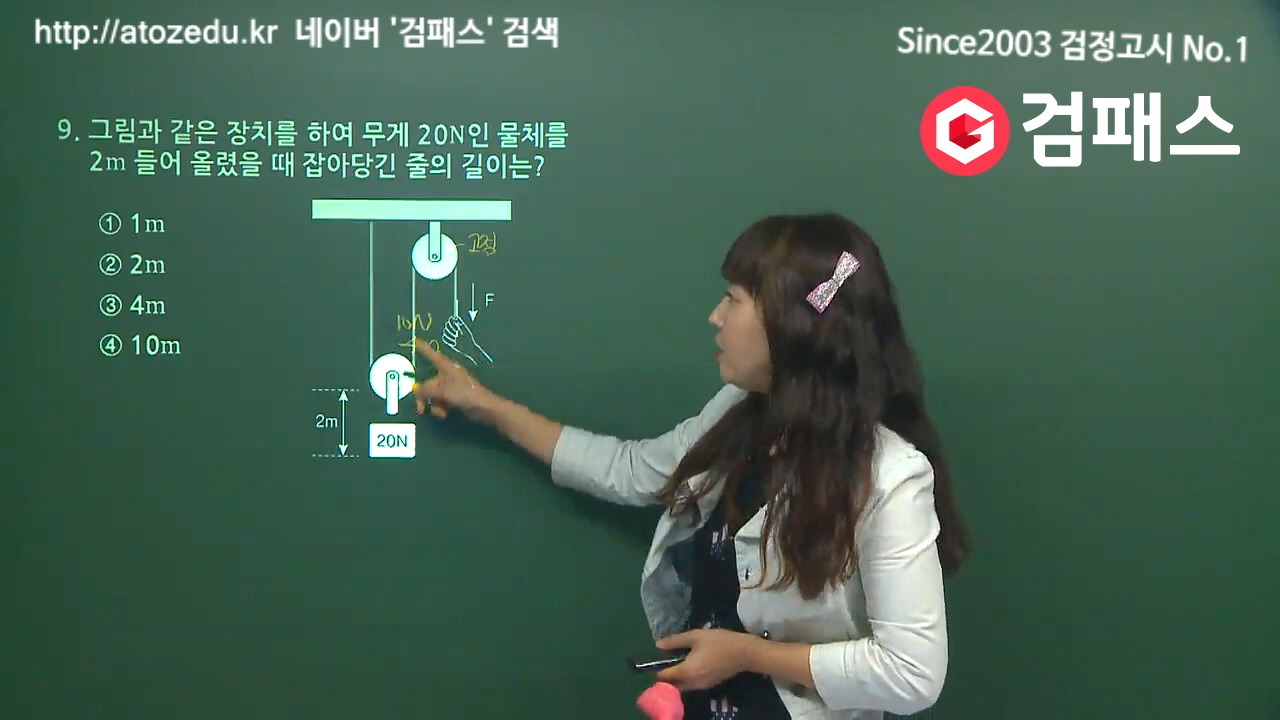 http://atozedu.kr 네이버 '검패스' 검색
Since2003 검정고시 No.1
검패스
9. 그림과 같은 장치를 하여 무게 20N인 물체를
2m 들어 올렸을 때 잡아당긴 줄의 길이는?
① 1m
② 2m
③ 4m
④ 10m
고정
F
10N
2m
20N